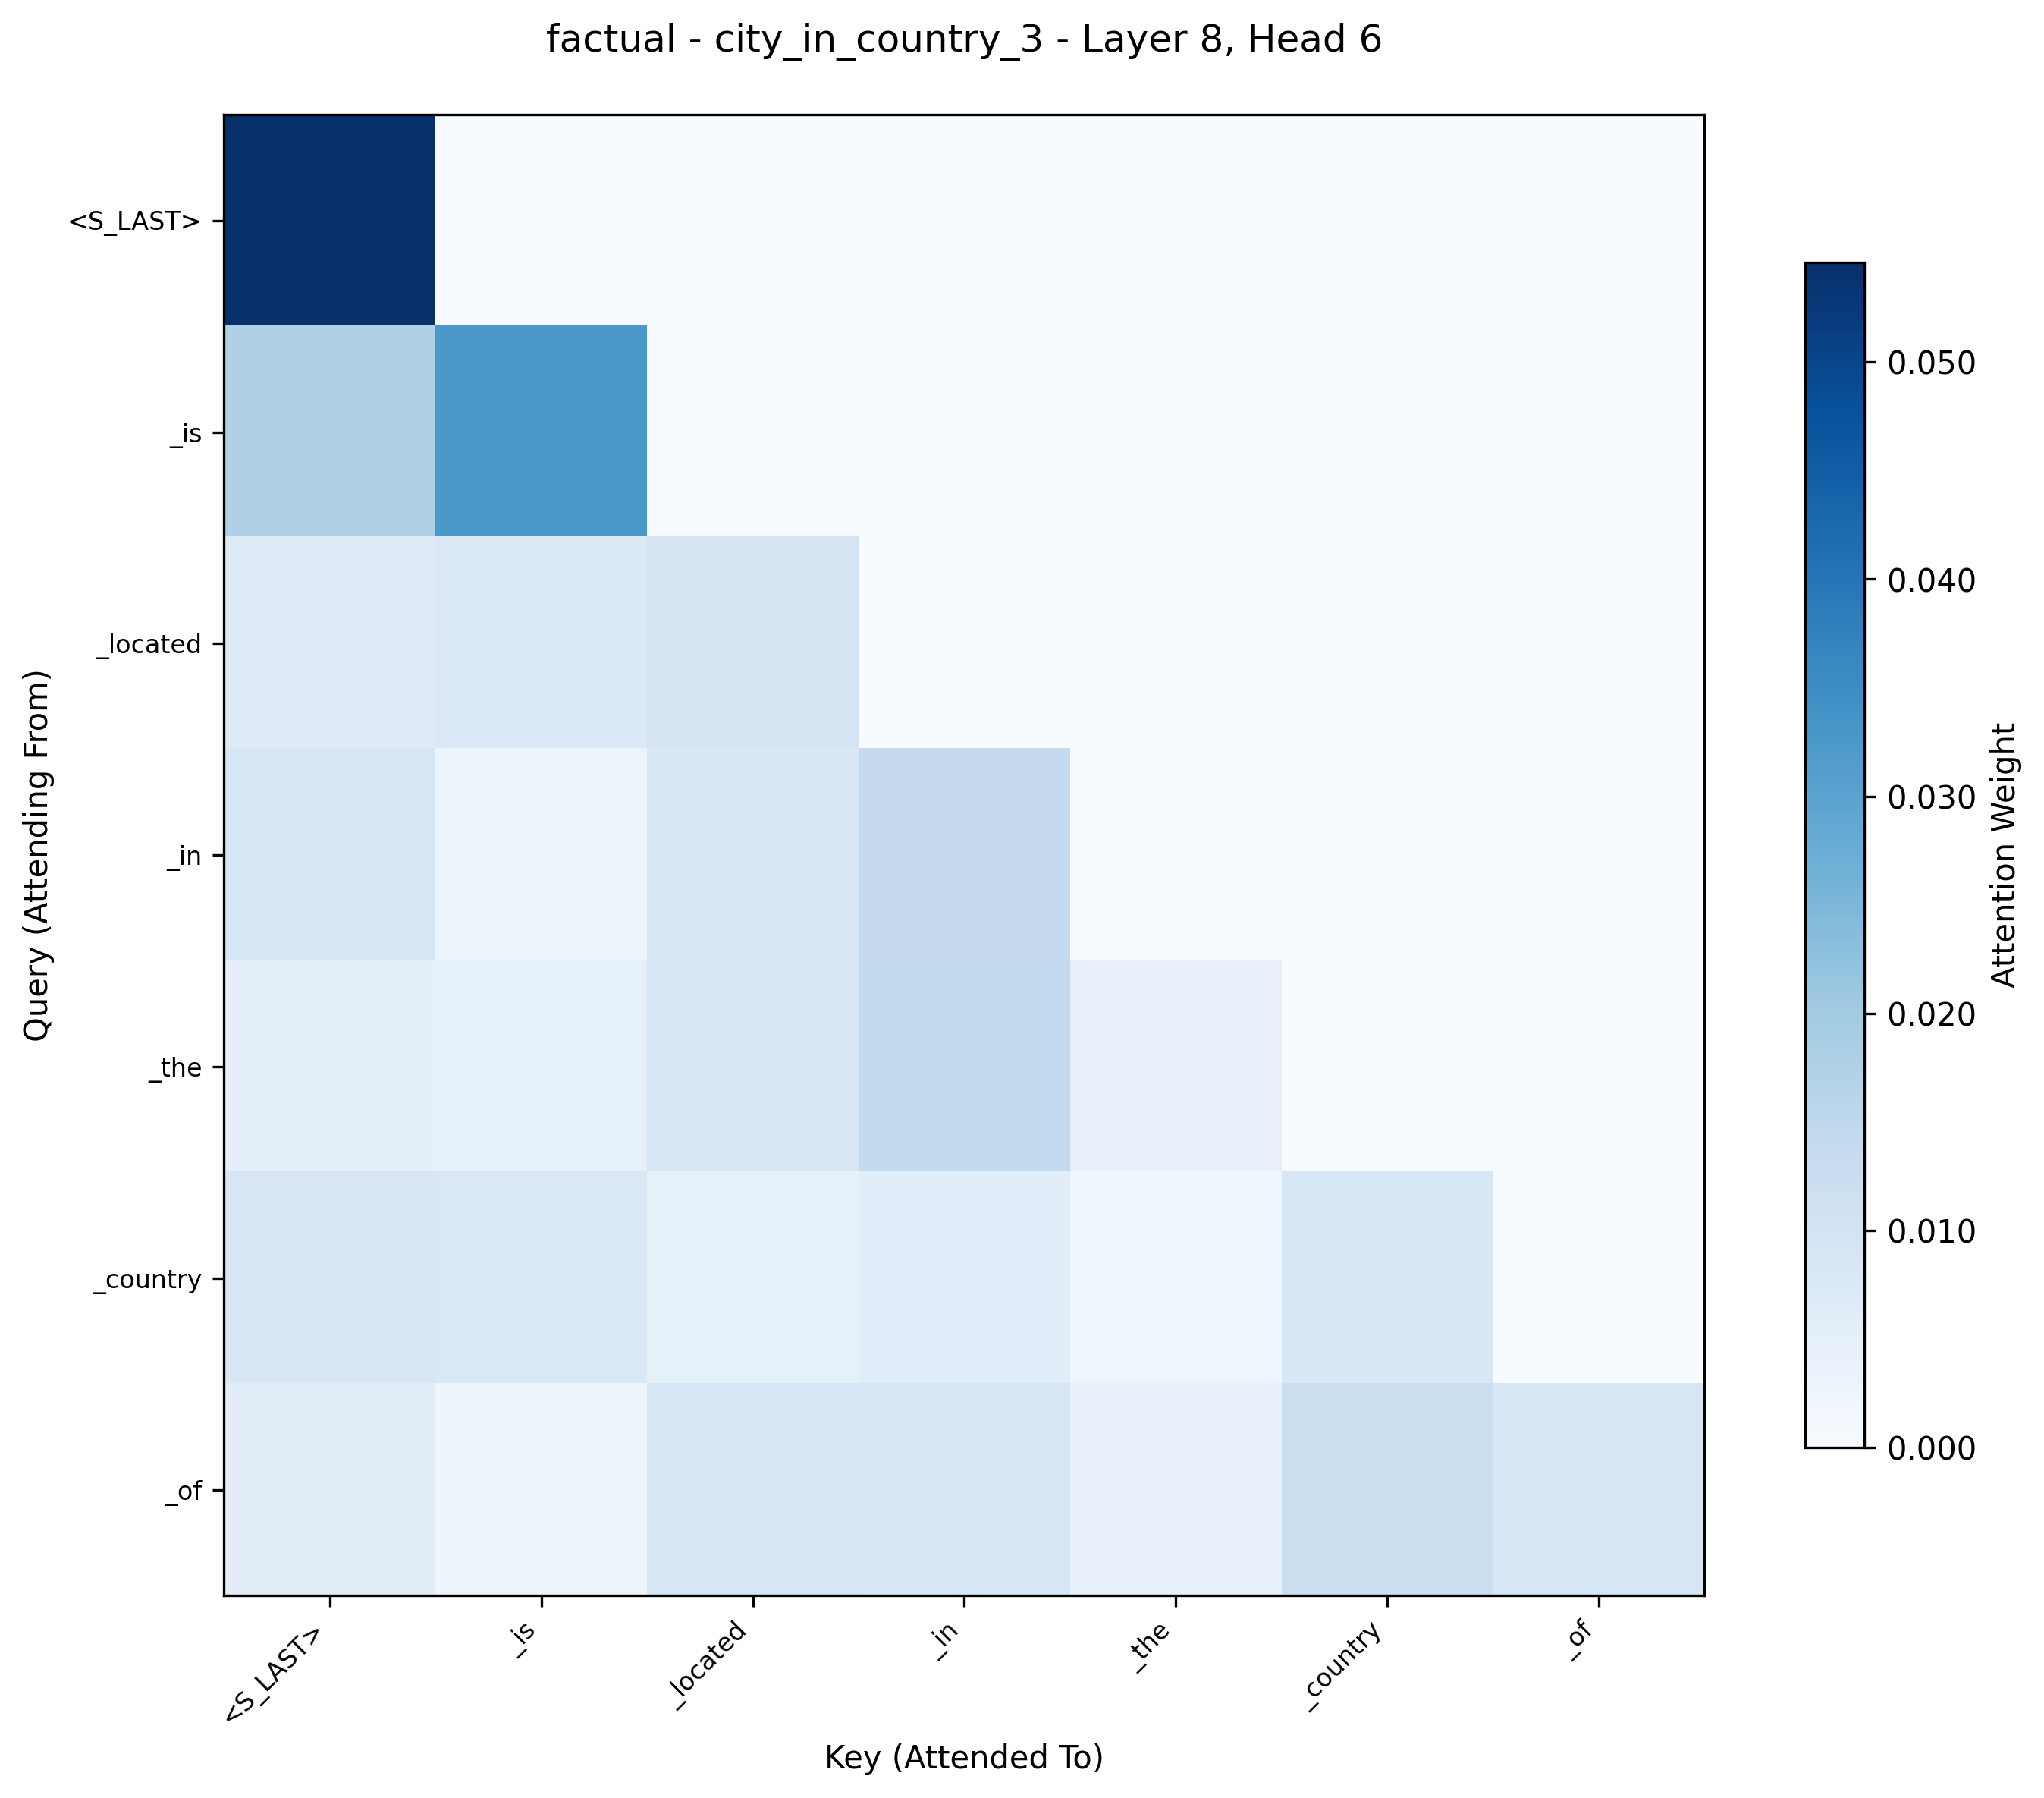 factual - city_in_country_3 - Layer 8, Head 6
Query (Attending From)
<S_LAST>
_is
_located
_in
_the
_country
_of
<S_LAST>
_is
_located
_in
_the
_country
_of
Key (Attended To)
0.050
0.040
0.030
0.020
0.010
0.000
Attention Weight